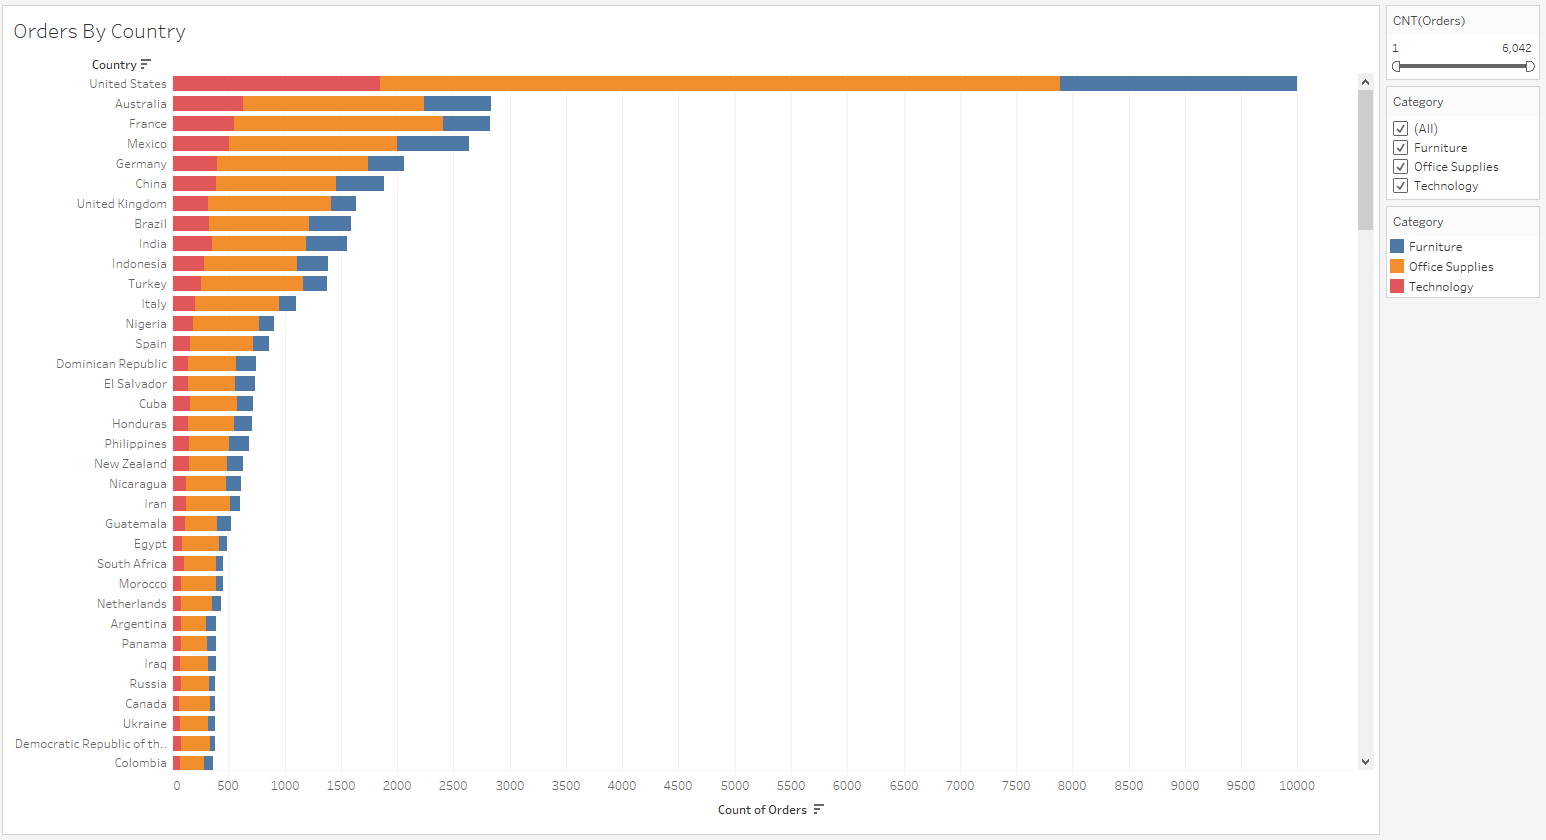 Orders By Country
Country
United States
Australia
France
Mexico
Germany
China
United Kingdom
Brazil
India
Indonesia
Turkey
Italy
Nigeria
Spain
Dominican Republic
El Salvador
Cuba
Honduras
Philippines
New Zealand
Nicaragua
Iran
Guatemala
Egypt
South Africa
Morocco
Netherlands
Argentina
Panama
Iraq
Russia
Canada
Ukraine
Democratic Republic of th..
Colombia
0 500 1000 1500 2000 2500 3000 3500 4000 4500 5000 5500 6000 6500 7000 7500 8000 8500 9000 9500 10000
Count of Orders
CNT(Orders)
1 6,042
Category
(All)
Furniture
Office Supplies
Technology
Category
Furniture
Office Supplies
Technology